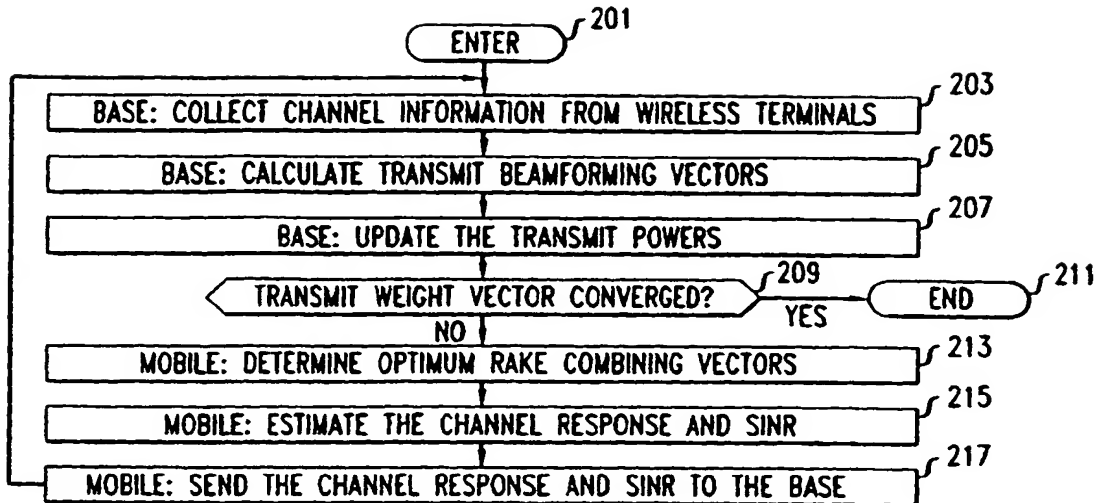 ENTER
201
BASE: COLLECT CHANNEL INFORMATION FROM WIRELESS TERMINALS
203
BASE: CALCULATE TRANSMIT BEAMFORMING VECTORS
205
BASE: UPDATE THE TRANSMIT POWERS
207
TRANSMIT WEIGHT VECTOR CONVERGED?
209
YES
END
211
NO
MOBILE: DETERMINE OPTIMUM RAKE COMBINING VECTORS
213
MOBILE: ESTIMATE THE CHANNEL RESPONSE AND SINR
215
MOBILE: SEND THE CHANNEL RESPONSE AND SINR TO THE BASE
217